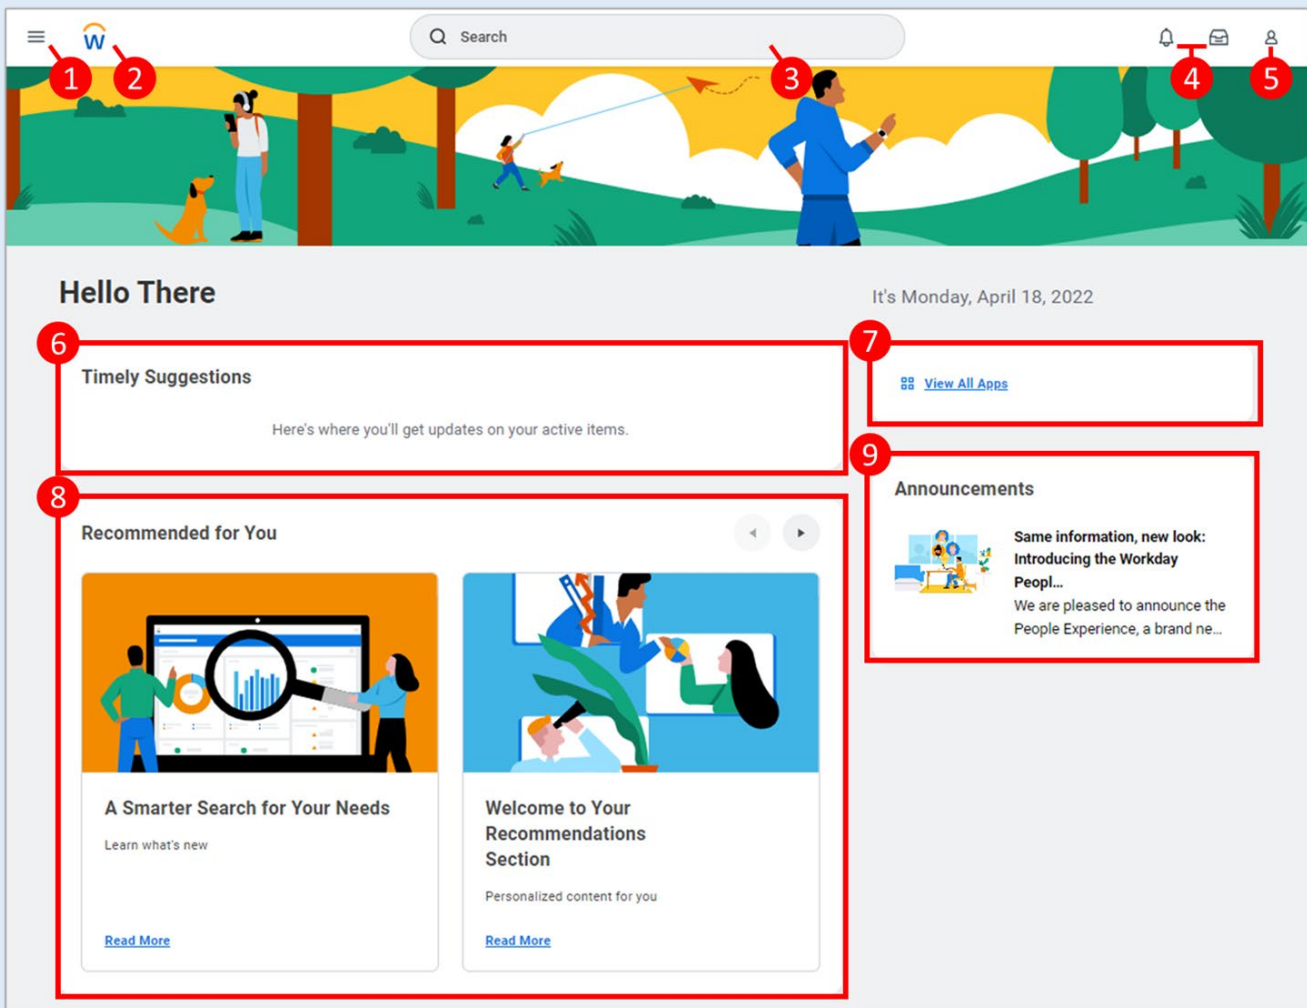 W
Search
1
2
3
4
5
Hello There
It's Monday, April 18, 2022
6
Timely Suggestions
Here's where you'll get updates on your active items.
7
View All Apps
8
Recommended for You
A Smarter Search for Your Needs
Learn what's new
Read More
Welcome to Your
Recommendations
Section
Personalized content for you
Read More
9
Announcements
Same information, new look:
Introducing the Workday
Peopl...
We are pleased to announce the
People Experience, a brand ne...